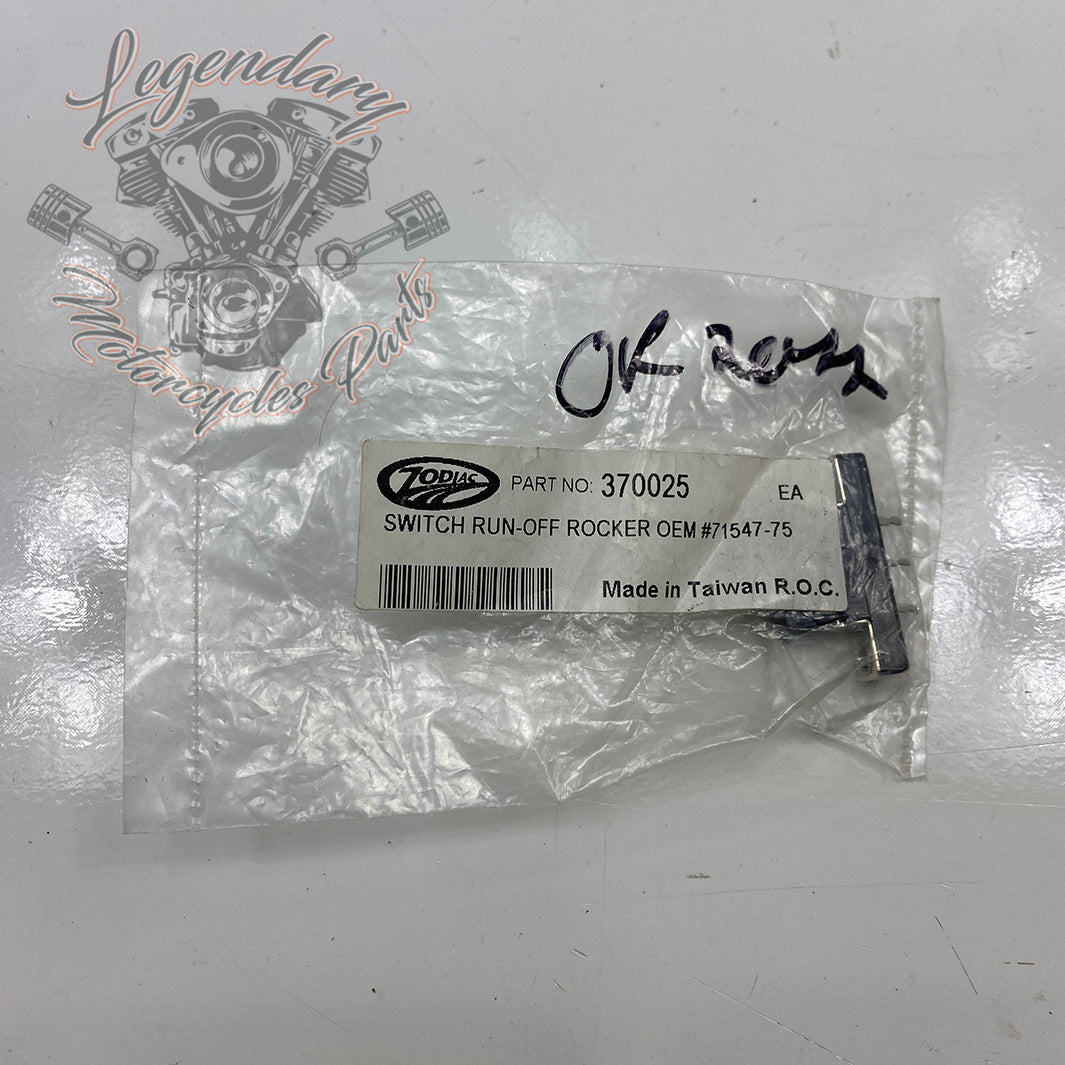 Legendary
Motorcycles Parts
OK
ZODIAC PART NO: 370025 EA
SWITCH RUN-OFF ROCKER OEM #71547-75
Made in Taiwan R.O.C.